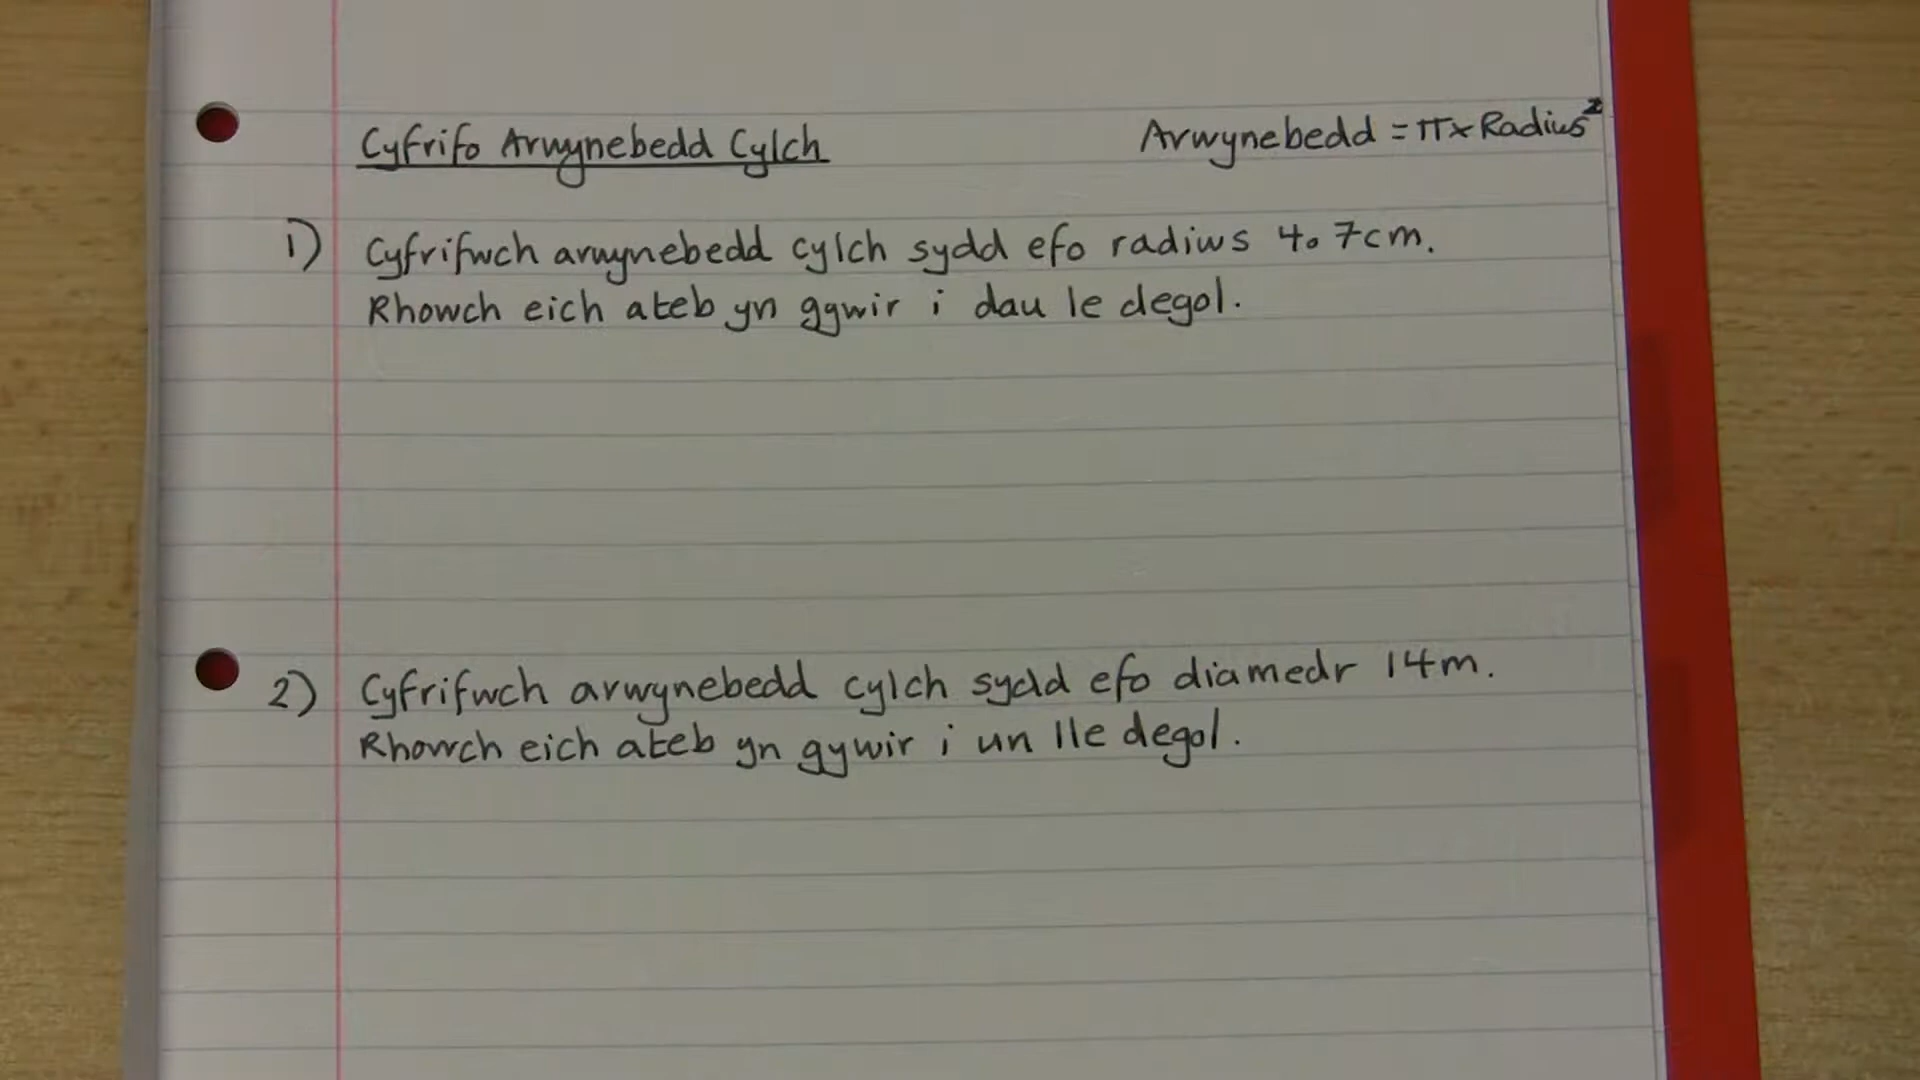 Cyfrifo Arwynebedd Cylch
Arwynebedd = π x Radiws²
1) Cyfrifwch arwynebedd cylch sydd efo radiws 4.7cm.
Rhowch eich ateb yn gywir i dau le degol.
2) Cyfrifwch arwynebedd cylch sydd efo diamedr 14m.
Rhowch eich ateb yn gywir i un lle degol.